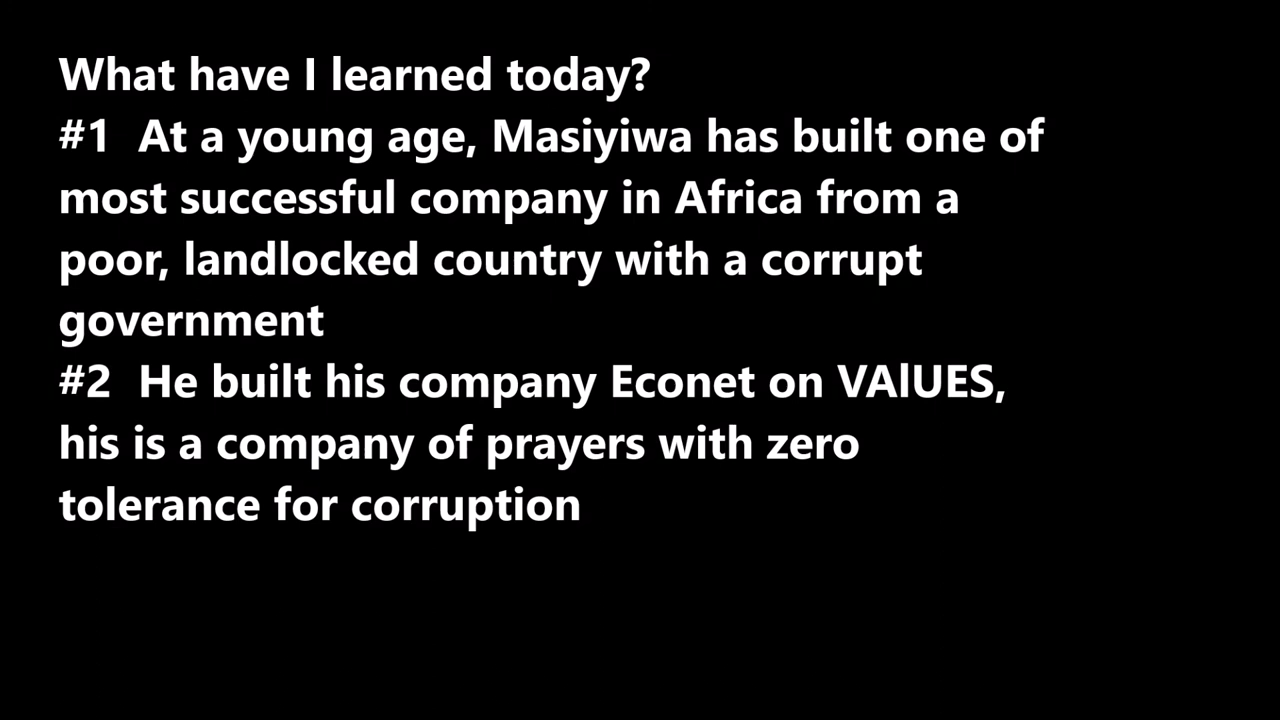 What have I learned today?
#1  At a young age, Masiyiwa has built one of
most successful company in Africa from a
poor, landlocked country with a corrupt
government
#2  He built his company Econet on VAlUES,
his is a company of prayers with zero
tolerance for corruption